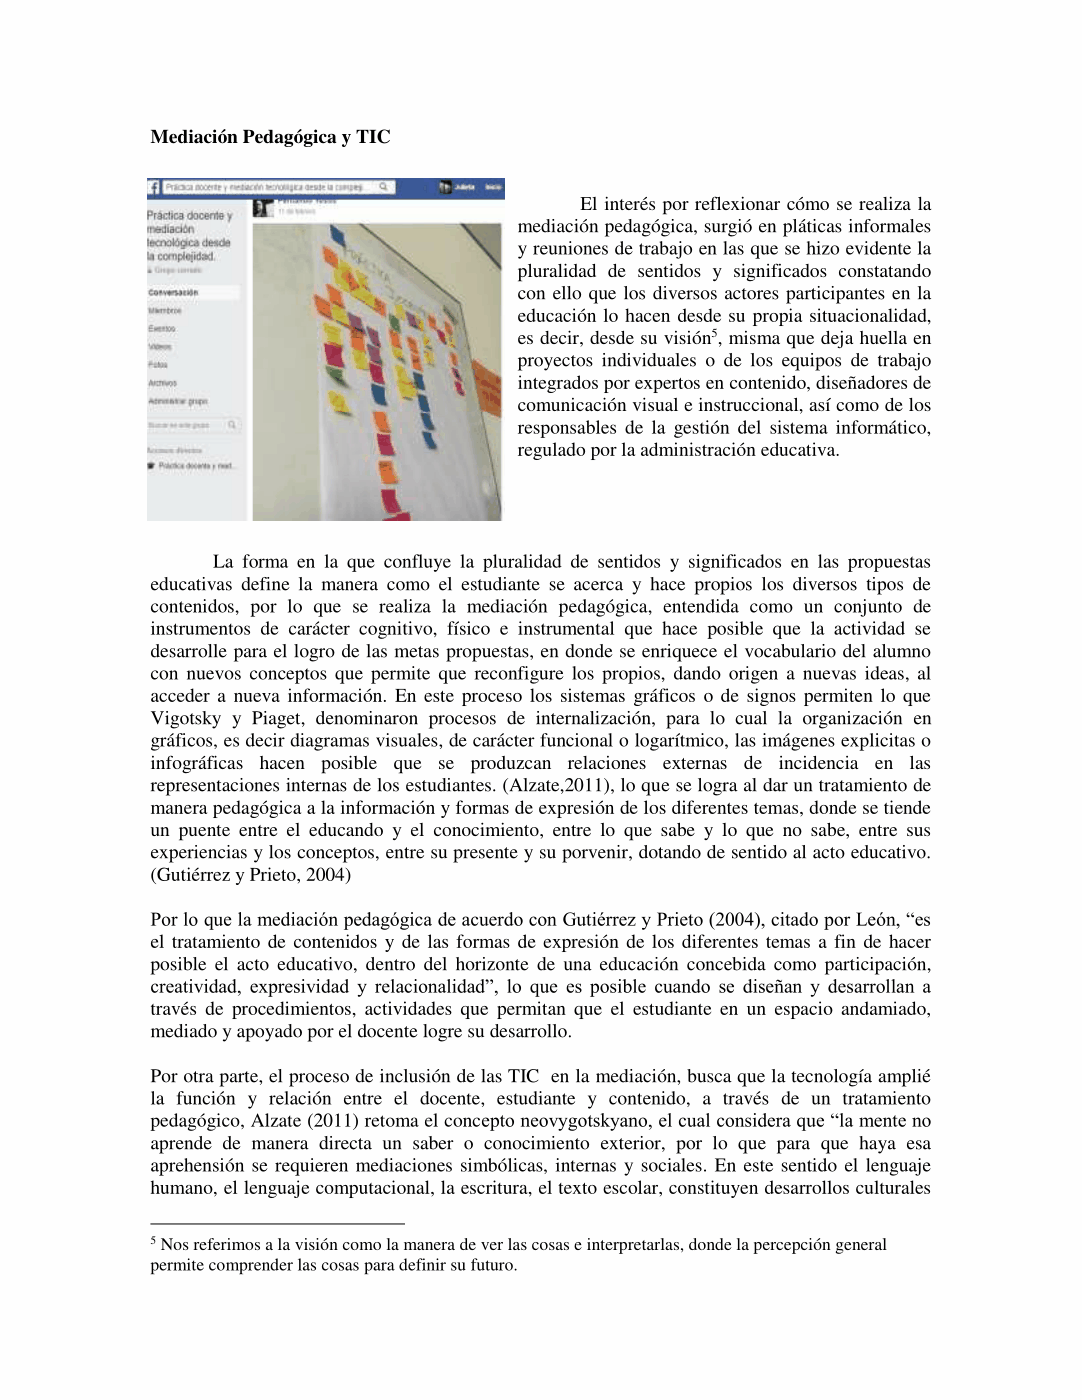 Mediación Pedagógica y TIC
Práctica docente y mediación tecnológica desde la complej...
Julieta Inicio
11 de febrero
Práctica docente y
mediación
tecnológica desde
la complejidad.
Grupo cerrado
Conversación
Miembros
Eventos
Videos
Fotos
Archivos
Administrar grupo
Buscar en este grupo
Accesos directos
Práctica docente y med...
El interés por reflexionar cómo se realiza la
mediación pedagógica, surgió en pláticas informales
y reuniones de trabajo en las que se hizo evidente la
pluralidad de sentidos y significados constatando
con ello que los diversos actores participantes en la
educación lo hacen desde su propia situacionalidad,
es decir, desde su visión5, misma que deja huella en
proyectos individuales o de los equipos de trabajo
integrados por expertos en contenido, diseñadores de
comunicación visual e instruccional, así como de los
responsables de la gestión del sistema informático,
regulado por la administración educativa.
La forma en la que confluye la pluralidad de sentidos y significados en las propuestas
educativas define la manera como el estudiante se acerca y hace propios los diversos tipos de
contenidos, por lo que se realiza la mediación pedagógica, entendida como un conjunto de
instrumentos de carácter cognitivo, físico e instrumental que hace posible que la actividad se
desarrolle para el logro de las metas propuestas, en donde se enriquece el vocabulario del alumno
con nuevos conceptos que permite que reconfigure los propios, dando origen a nuevas ideas, al
acceder a nueva información. En este proceso los sistemas gráficos o de signos permiten lo que
Vigotsky y Piaget, denominaron procesos de internalización, para lo cual la organización en
gráficos, es decir diagramas visuales, de carácter funcional o logarítmico, las imágenes explicitas o
infográficas hacen posible que se produzcan relaciones externas de incidencia en las
representaciones internas de los estudiantes. (Alzate,2011), lo que se logra al dar un tratamiento de
manera pedagógica a la información y formas de expresión de los diferentes temas, donde se tiende
un puente entre el educando y el conocimiento, entre lo que sabe y lo que no sabe, entre sus
experiencias y los conceptos, entre su presente y su porvenir, dotando de sentido al acto educativo.
(Gutiérrez y Prieto, 2004)
Por lo que la mediación pedagógica de acuerdo con Gutiérrez y Prieto (2004), citado por León, “es
el tratamiento de contenidos y de las formas de expresión de los diferentes temas a fin de hacer
posible el acto educativo, dentro del horizonte de una educación concebida como participación,
creatividad, expresividad y relacionalidad”, lo que es posible cuando se diseñan y desarrollan a
través de procedimientos, actividades que permitan que el estudiante en un espacio andamiado,
mediado y apoyado por el docente logre su desarrollo.
Por otra parte, el proceso de inclusión de las TIC en la mediación, busca que la tecnología amplié
la función y relación entre el docente, estudiante y contenido, a través de un tratamiento
pedagógico, Alzate (2011) retoma el concepto neovygotskyano, el cual considera que “la mente no
aprende de manera directa un saber o conocimiento exterior, por lo que para que haya esa
aprehensión se requieren mediaciones simbólicas, internas y sociales. En este sentido el lenguaje
humano, el lenguaje computacional, la escritura, el texto escolar, constituyen desarrollos culturales
5 Nos referimos a la visión como la manera de ver las cosas e interpretarlas, donde la percepción general
permite comprender las cosas para definir su futuro.